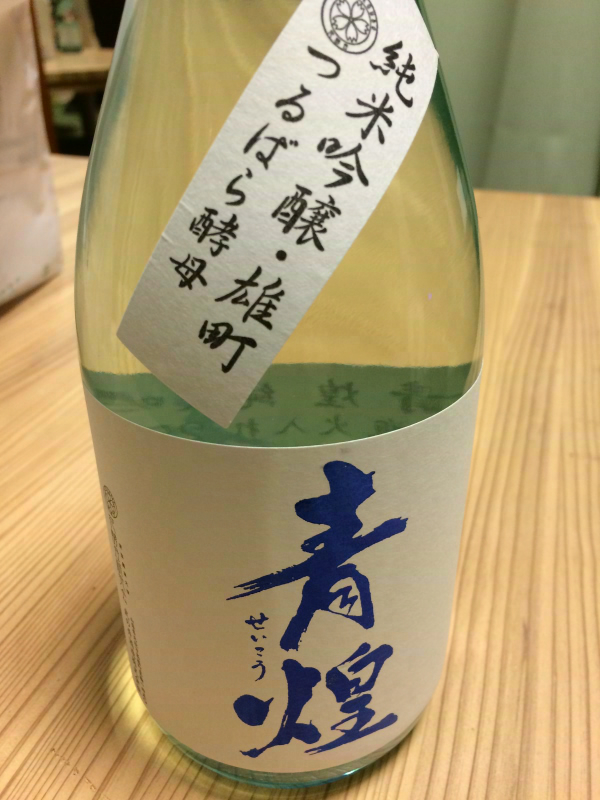 純米吟醸・雄町
つるばら酵母
青煌
せいこう